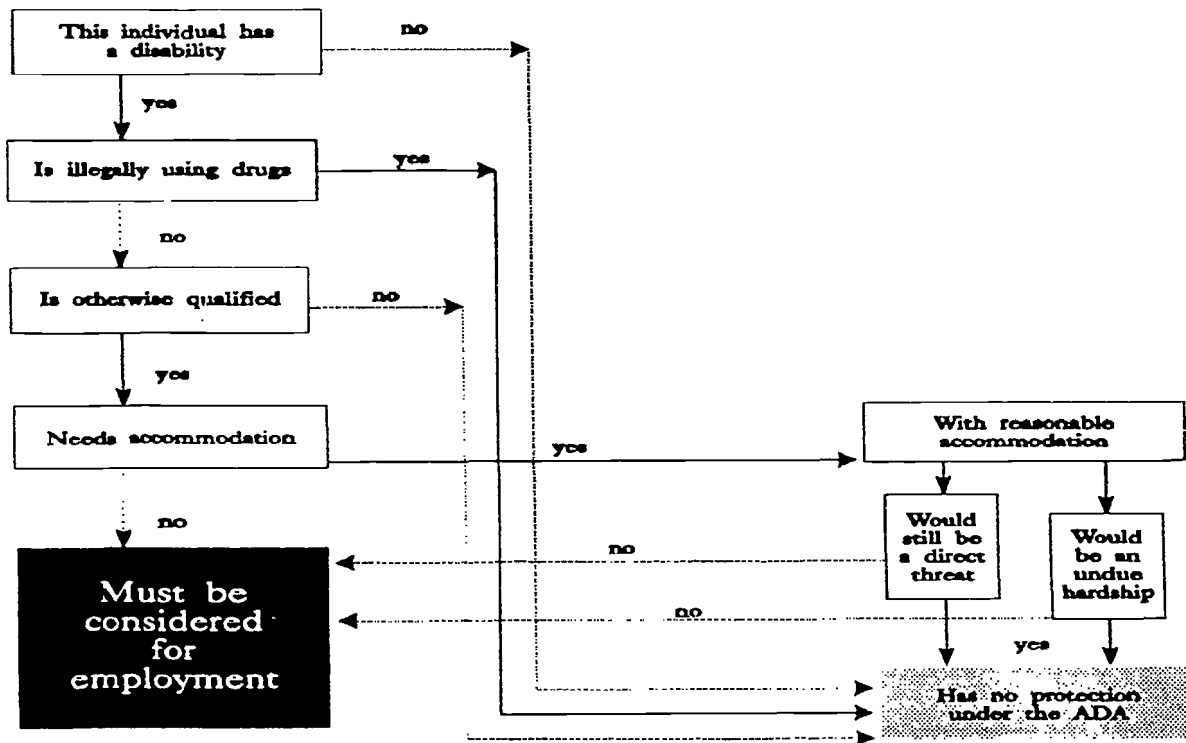 This individual has
a disability
no
yes
Is illegally using drugs
yes
no
Is otherwise qualified
no
yes
Needs accommodation
yes
With reasonable
accommodation
no
Would
still be
a direct
threat
Would
be an
undue
hardship
no
no
yes
Must be
considered
for
employment
Has no protection
under the ADA